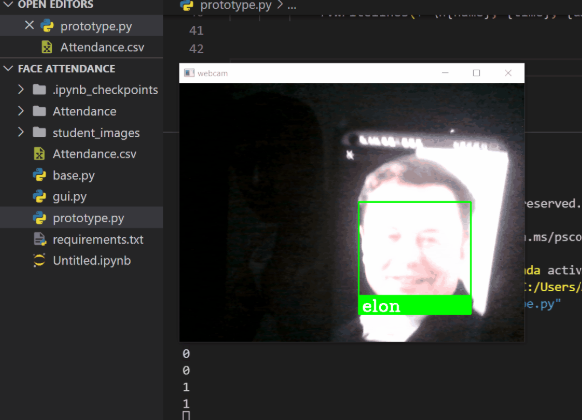 OPEN EDITORS
prototype.py
Attendance.csv
FACE ATTENDANCE
.ipynb_checkpoints
Attendance
student_images
Attendance.csv
base.py
gui.py
prototype.py
requirements.txt
Untitled.ipynb
prototype.py > ...
41
42
webcam
elon
eserved.
ms/psco
nda activ
C:/Users/
pe.py"
0
0
1
1